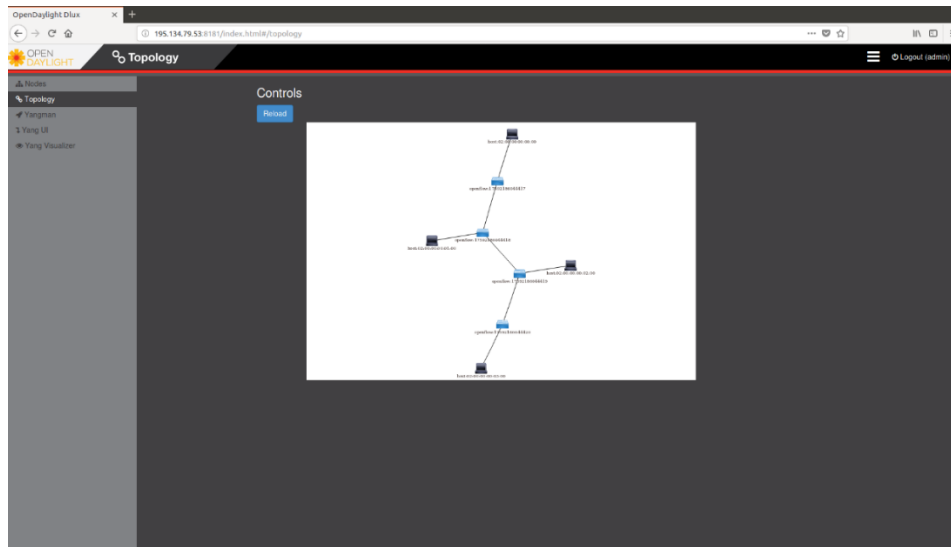 OpenDaylight Dlux × +
195.134.79.53:8181/index.html#/topology
OPEN
DAYLIGHT
Topology
Logout (admin)
Nodes
Topology
Yangman
Yang UI
Yang Visualizer
Controls
Reload